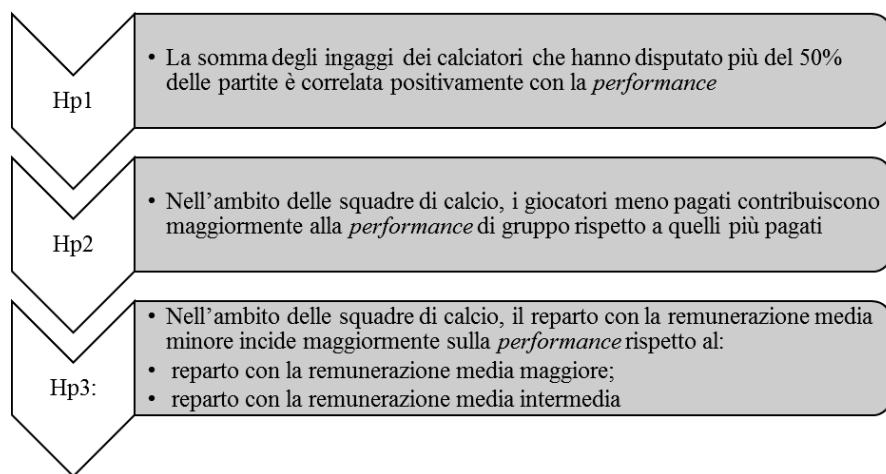 Hp1
• La somma degli ingaggi dei calciatori che hanno disputato più del 50%
delle partite è correlata positivamente con la performance
Hp2
• Nell’ambito delle squadre di calcio, i giocatori meno pagati contribuiscono
maggiormente alla performance di gruppo rispetto a quelli più pagati
Hp3:
• Nell’ambito delle squadre di calcio, il reparto con la remunerazione media
minore incide maggiormente sulla performance rispetto al:
• reparto con la remunerazione media maggiore;
• reparto con la remunerazione media intermedia